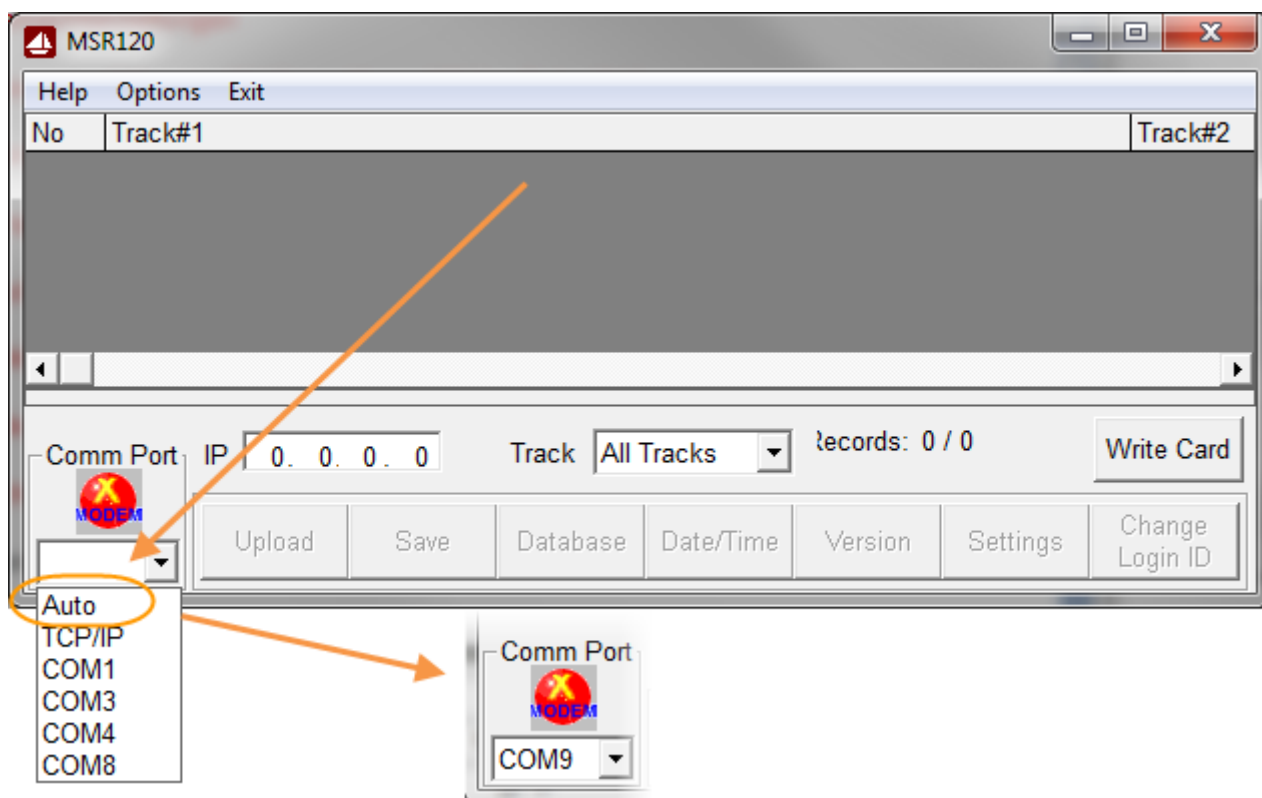 MSR120
Help Options Exit
No Track#1 Track#2
Comm Port IP 0. 0. 0. 0 Track All Tracks Records: 0 / 0 Write Card
X
MODEM
Upload Save Database Date/Time Version Settings Change Login ID
Auto
TCP/IP
COM1
COM3
COM4
COM8
Comm Port
X
MODEM
COM9